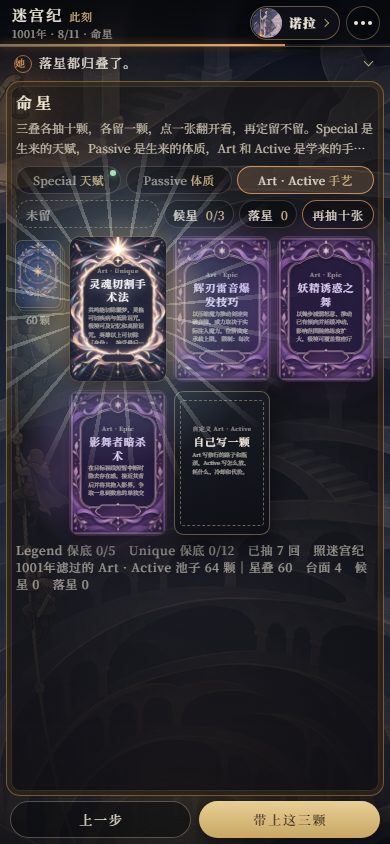 迷宫纪 此刻
1001年 · 8/11 · 命星
诺拉
她 落星都归叠了。
命星
三叠各抽十颗，各留一颗，点一张翻开看，再定留不留。Special 是
生来的天赋，Passive 是生来的体质，Art 和 Active 是学来的手⋯
Special 天赋
Passive 体质
Art · Active 手艺
未留
候星 0/3
落星 0
再抽十张
60 颗
Art · Unique
灵魂切割手
术法
Art · Epic
辉刃雷音爆
发技巧
Art · Epic
妖精诱惑之
舞
Art · Epic
影舞者暗杀
术
自定义 Art · Active
自己写一颗
Legend 保底 0/5 Unique 保底 0/12 已抽 7 回 照迷宫纪
1001年滤过的 Art · Active 池子 64 颗｜星叠 60 台面 4 候
星 0 落星 0
上一步
带上这三颗